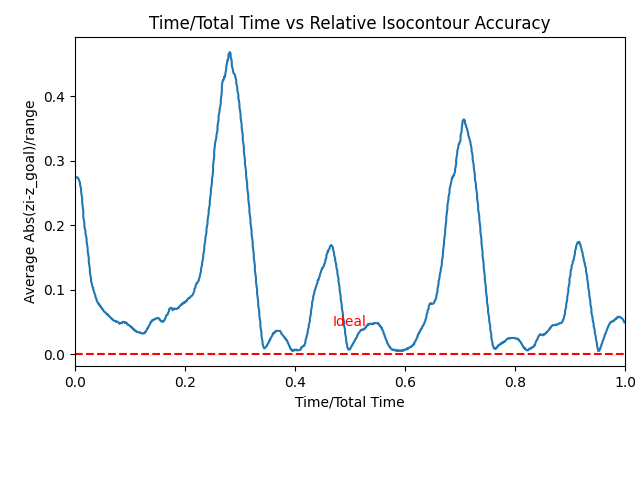 Time/Total Time vs Relative Isocontour Accuracy
Average Abs(zi-z_goal)/range
0.4
0.3
0.2
0.1
0.0
Ideal
0.0 0.2 0.4 0.6 0.8 1.0
Time/Total Time